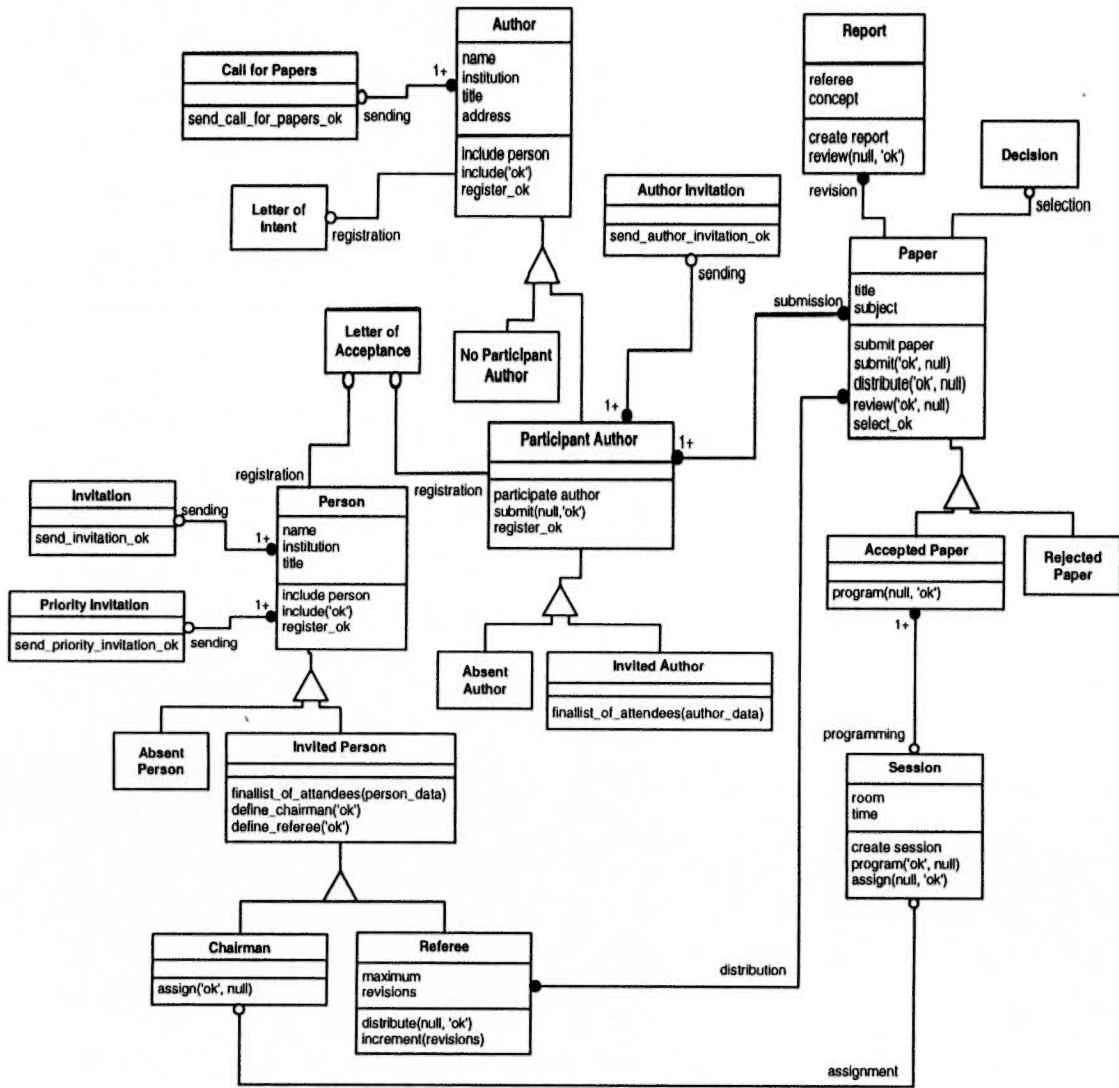 Author
name
institution
title
address
include person
include('ok')
register_ok
Call for Papers
send_call_for_papers_ok
1+
sending
Letter of
Intent
registration
Report
referee
concept
create report
review(null, 'ok')
revision
Decision
selection
Author Invitation
send_author_invitation_ok
sending
Paper
title
subject
submit paper
submit('ok', null)
distribute('ok', null)
review('ok', null)
select_ok
submission
No Participant
Author
Letter of
Acceptance
1+
1+
Participant Author
participate author
submit(null,'ok')
register_ok
registration
registration
Invitation
send_invitation_ok
sending
1+
Person
name
institution
title
include person
include('ok')
register_ok
Priority Invitation
send_priority_invitation_ok
1+
sending
Accepted Paper
program(null, 'ok')
1+
Rejected
Paper
Absent
Author
Invited Author
finallist_of_attendees(author_data)
Absent
Person
Invited Person
finallist_of_attandees(person_data)
define_chairman('ok')
define_referee('ok')
programming
Session
room
time
create session
program('ok', null)
assign(null, 'ok')
Chairman
assign('ok', null)
Referee
maximum
revisions
distribute(null, 'ok')
increment(revisions)
distribution
assignment